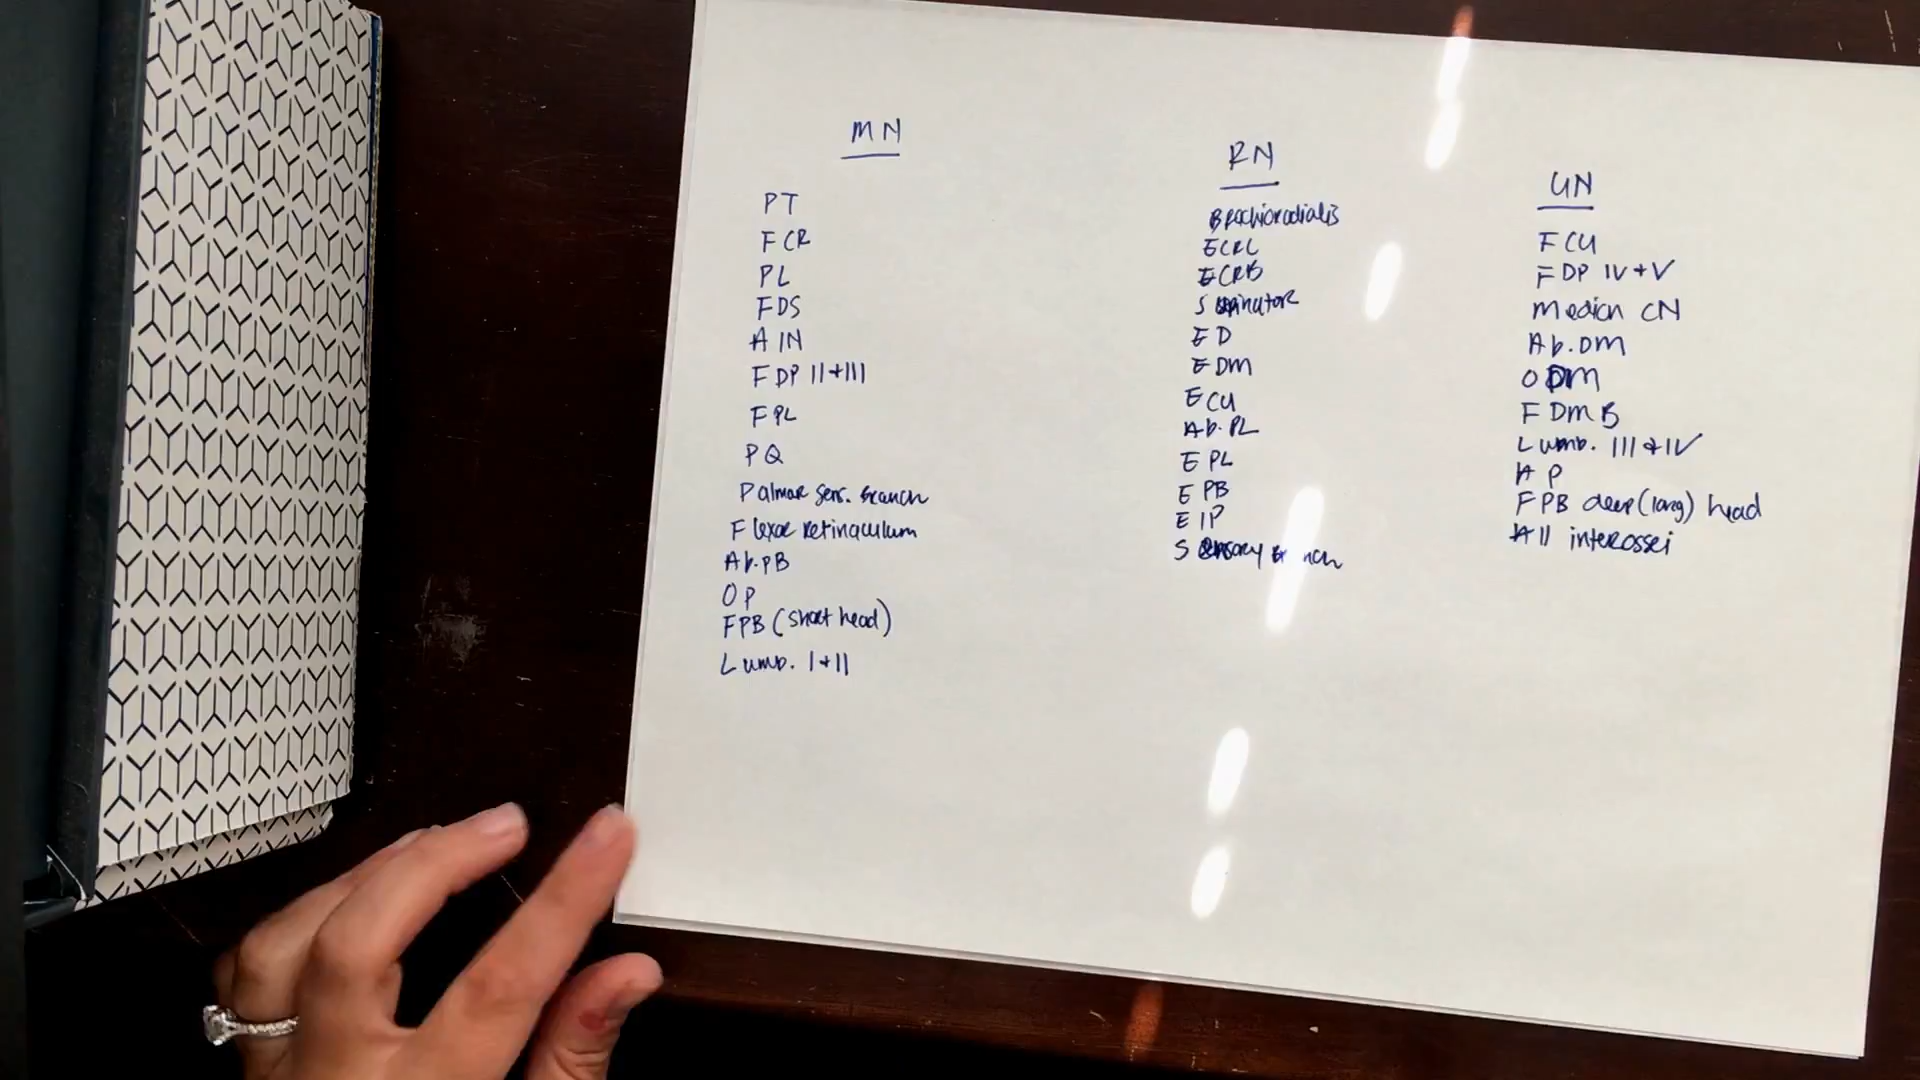 MN
PT
FCR
PL
FDS
AIN
FDP II+III
FPL
PQ
Palmar sens. branch
Flexor retinaculum
Ab.PB
OP
FPB (short head)
Lumb. I+II
RN
Brachioradialis
ECRL
ECRB
Supinator
ED
EDM
ECU
Ab.PL
EPL
EPB
EIP
Sensory branch
UN
FCU
FDP IV+V
Median CN
Ab.DM
ODM
FDMB
Lumb. III+IV
AP
FPB deep (long) head
All interossei